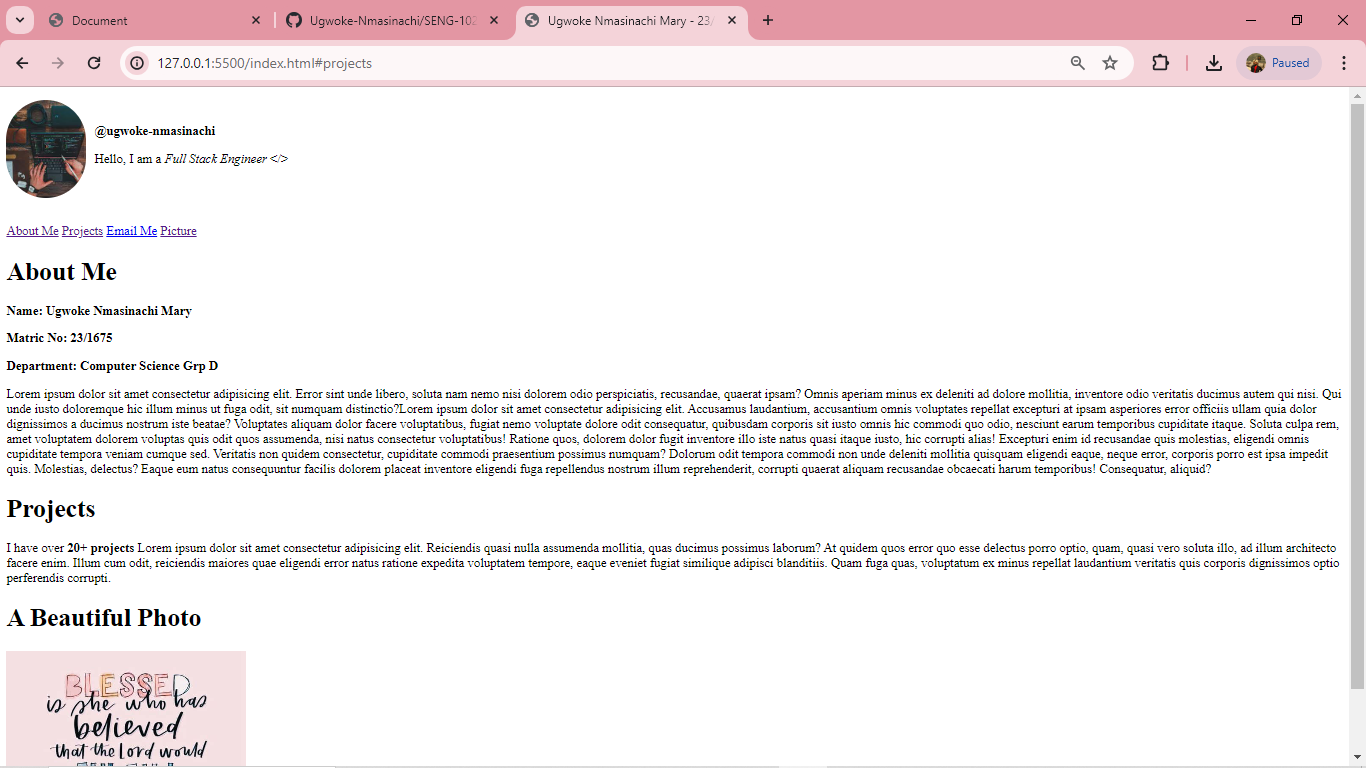 Document
Ugwoke-Nmasinachi/SENG-102
Ugwoke Nmasinachi Mary - 23/
127.0.0.1:5500/index.html#projects
Paused
@ugwoke-nmasinachi
Hello, I am a Full Stack Engineer </>
About Me Projects Email Me Picture
About Me
Name: Ugwoke Nmasinachi Mary
Matric No: 23/1675
Department: Computer Science Grp D
Lorem ipsum dolor sit amet consectetur adipisicing elit. Error sint unde libero, soluta nam nemo nisi dolorem odio perspiciatis, recusandae, quaerat ipsam? Omnis aperiam minus ex deleniti ad dolore mollitia, inventore odio veritatis ducimus autem qui nisi. Qui
unde iusto doloremque hic illum minus ut fuga odit, sit numquam distinctio?Lorem ipsum dolor sit amet consectetur adipisicing elit. Accusamus laudantium, accusantium omnis voluptates repellat excepturi at ipsam asperiores error officiis ullam quia dolor
dignissimos a ducimus nostrum iste beatae? Voluptates aliquam dolor facere voluptatibus, fugiat nemo voluptate dolore odit consequatur, quibusdam corporis sit iusto omnis hic commodi quo odio, nesciunt earum temporibus cupiditate itaque. Soluta culpa rem,
amet voluptatem dolorem voluptas quis odit quos assumenda, nisi natus consectetur voluptatibus! Ratione quos, dolorem dolor fugit inventore illo iste natus quasi itaque iusto, hic corrupti alias! Excepturi enim id recusandae quis molestias, eligendi omnis
cupiditate tempora veniam cumque sed. Veritatis non quidem consectetur, cupiditate commodi praesentium possimus numquam? Dolorum odit tempora commodi non unde deleniti mollitia quisquam eligendi eaque, neque error, corporis porro est ipsa impedit
quis. Molestias, delectus? Eaque eum natus consequuntur facilis dolorem placeat inventore eligendi fuga repellendus nostrum illum reprehenderit, corrupti quaerat aliquam recusandae obcaecati harum temporibus! Consequatur, aliquid?
Projects
I have over 20+ projects Lorem ipsum dolor sit amet consectetur adipisicing elit. Reiciendis quasi nulla assumenda mollitia, quas ducimus possimus laborum? At quidem quos error quo esse delectus porro optio, quam, quasi vero soluta illo, ad illum architecto
facere enim. Illum cum odit, reiciendis maiores quae eligendi error natus ratione expedita voluptatem tempore, eaque eveniet fugiat similique adipisci blanditiis. Quam fuga quas, voluptatum ex minus repellat laudantium veritatis quis corporis dignissimos optio
perferendis corrupti.
A Beautiful Photo
BLESSED
is she who has
believed
that the Lord would